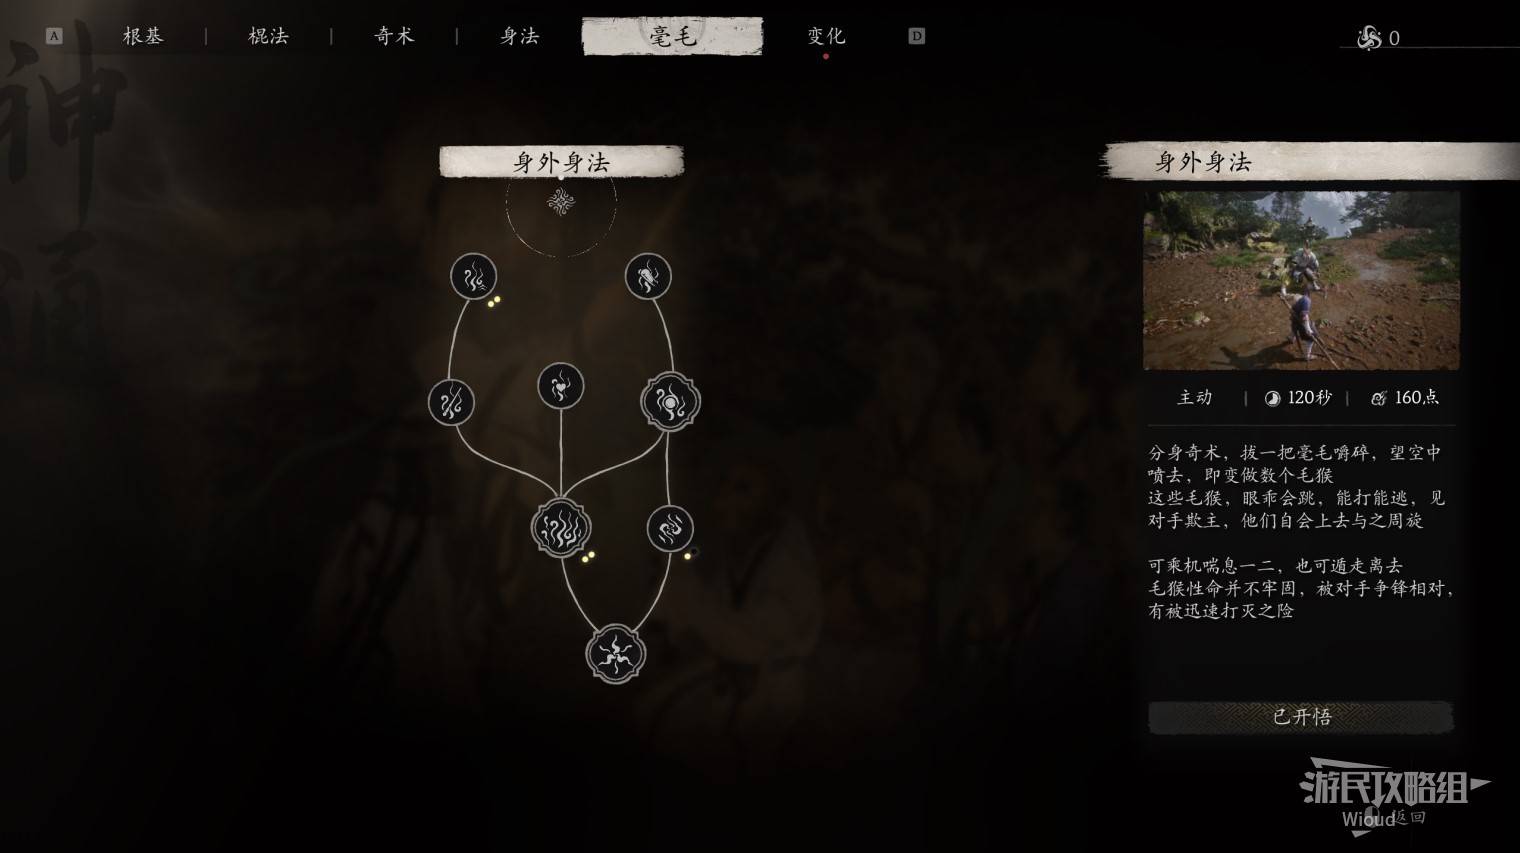 A 根基 | 棍法 | 奇术 | 身法 毫毛 变化 D
0
神通
身外身法
身外身法
主动 | 120秒 | 160点
分身奇术，拔一把毫毛嚼碎，望空中
喷去，即变做数个毛猴
这些毛猴，眼乖会跳，能打能逃，见
对手欺主，他们自会上去与之周旋
可乘机喘息一二，也可遁走离去
毛猴性命并不牢固，被对手争锋相对，
有被迅速打灭之险
已开悟
游民攻略组
Wioud
返回